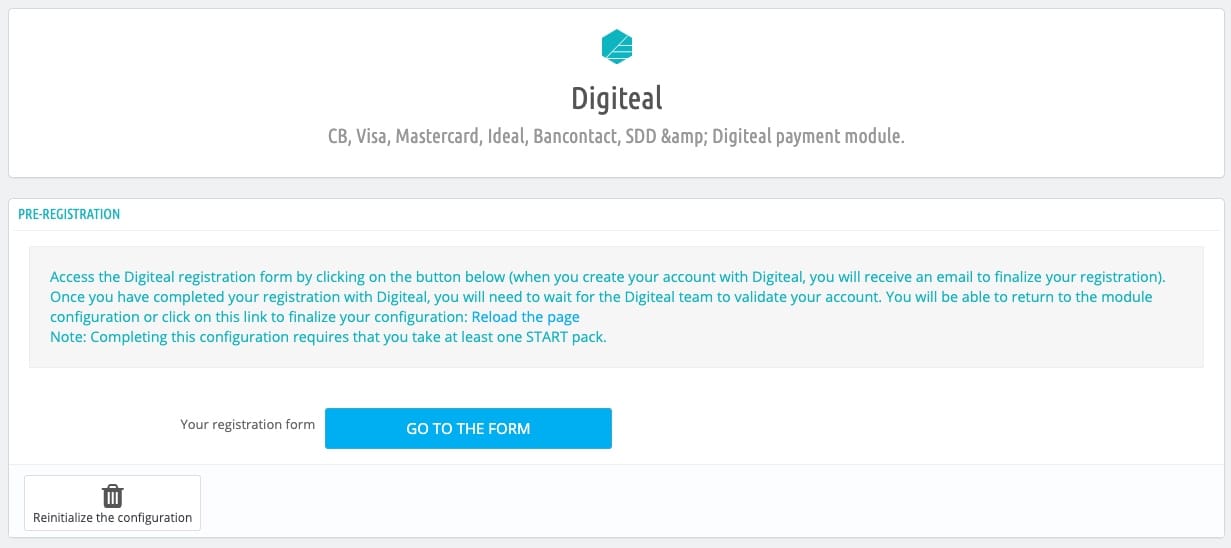 Digiteal
CB, Visa, Mastercard, Ideal, Bancontact, SDD &amp; Digiteal payment module.
PRE-REGISTRATION
Access the Digiteal registration form by clicking on the button below (when you create your account with Digiteal, you will receive an email to finalize your registration).
Once you have completed your registration with Digiteal, you will need to wait for the Digiteal team to validate your account. You will be able to return to the module
configuration or click on this link to finalize your configuration: Reload the page
Note: Completing this configuration requires that you take at least one START pack.
Your registration form
GO TO THE FORM
Reinitialize the configuration